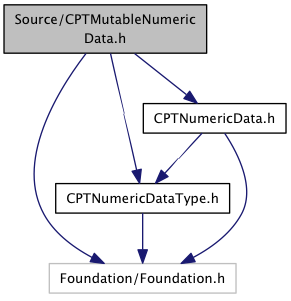 Source/CPTMutableNumeric
Data.h
CPTNumericData.h
CPTNumericDataType.h
Foundation/Foundation.h